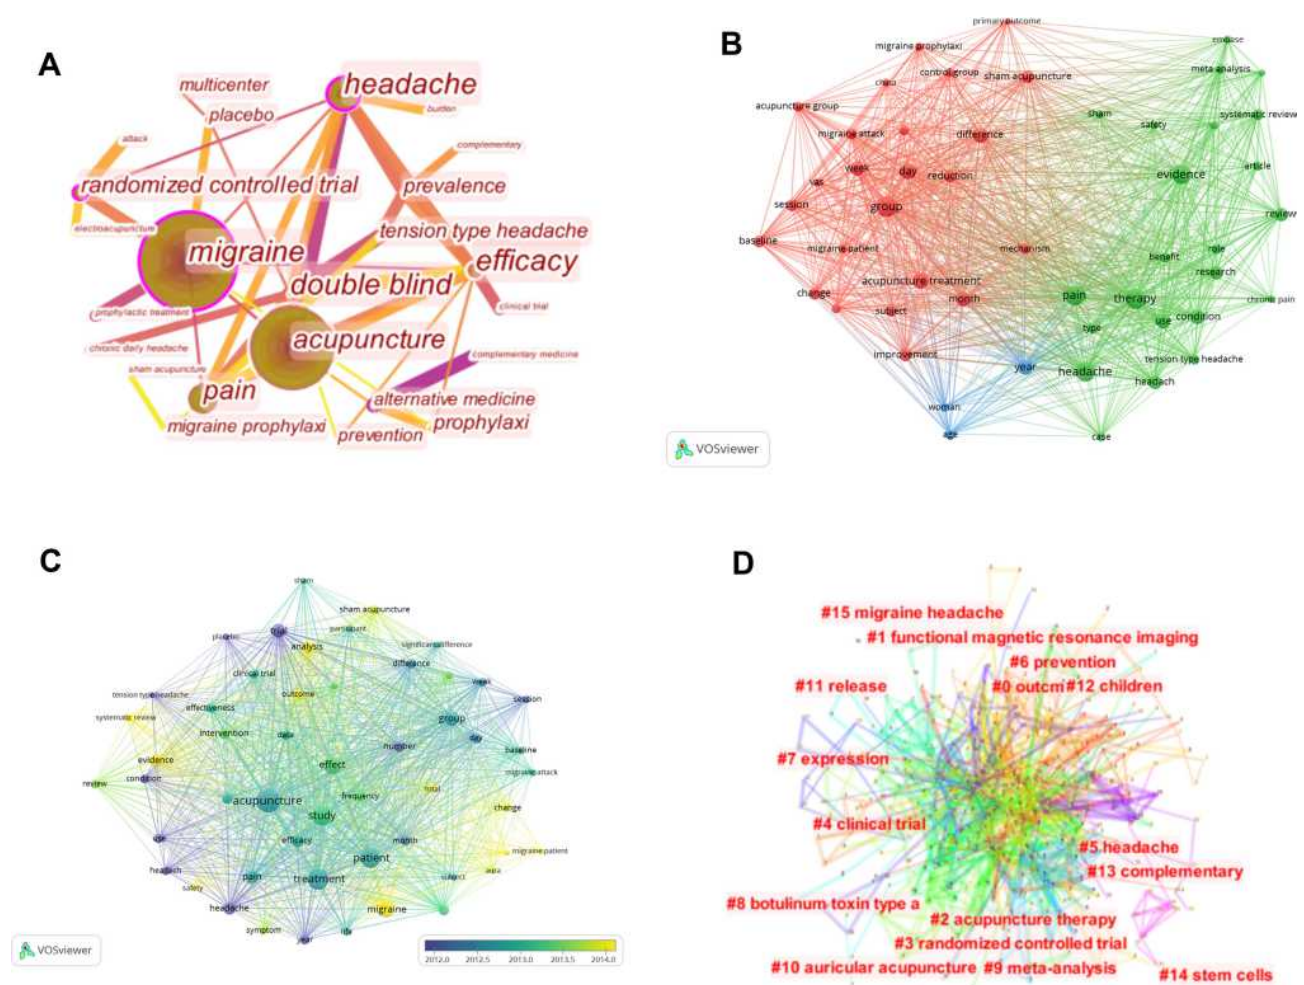 A
headache
multicenter
burden
placebo
attack
complementary
randomized controlled trial
prevalence
electroacupuncture
tension type headache
migraine
efficacy
double blind
prophylactic treatment
clinical trial
acupuncture
chronic daily headache
complementary medicine
sham acupuncture
pain
alternative medicine
migraine prophylaxi
prophylaxi
prevention
B
primary outcome
embase
migraine prophylaxi
control group
sham acupuncture
meta analysis
china
acupuncture group
sham
systematic review
safety
migraine attack
difference
week
day
reduction
evidence
article
vas
session
group
review
baseline
migraine patient
mechanism
role
benefit
research
change
acupuncture treatment
month
pain
therapy
chronic pain
subject
type
use
condition
improvement
year
headache
tension type headache
headach
woman
age
case
VOSviewer
C
sham
sham acupuncture
placebo
trial
participant
analysis
significant difference
clinical trial
difference
week
tension type headache
outcome
session
systematic review
effectiveness
group
intervention
data
number
day
baseline
evidence
condition
effect
migraine attack
review
acupuncture
frequency
total
change
study
use
efficacy
month
migraine patient
headach
pain
patient
aura
safety
treatment
subject
headache
migraine
symptom
year
life
VOSviewer
2012.0 2012.5 2013.0 2013.5 2014.0
D
#15 migraine headache
#1 functional magnetic resonance imaging
#6 prevention
#11 release
#0 outcm #12 children
#7 expression
#4 clinical trial
#5 headache
#13 complementary
#8 botulinum toxin type a
#2 acupuncture therapy
#3 randomized controlled trial
#10 auricular acupuncture #9 meta-analysis
#14 stem cells